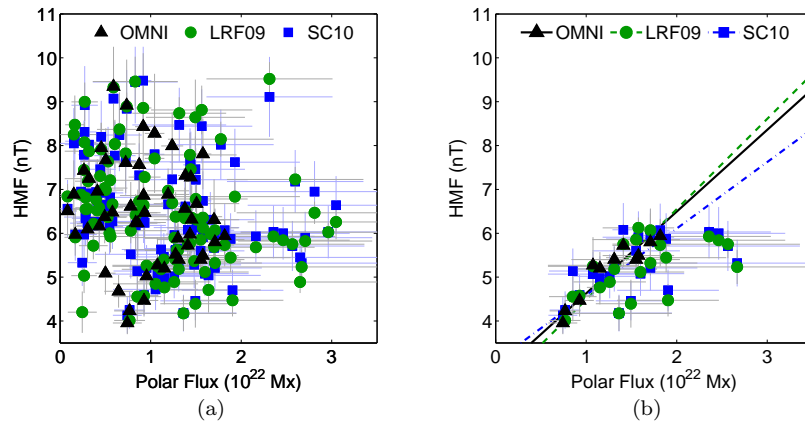 OMNI LRF09 SC10
11
10
9
8
7
6
5
4
HMF (nT)
0 1 2 3
Polar Flux (10²² Mx)
(a)
OMNI LRF09 SC10
11
10
9
8
7
6
5
4
HMF (nT)
0 1 2 3
Polar Flux (10²² Mx)
(b)